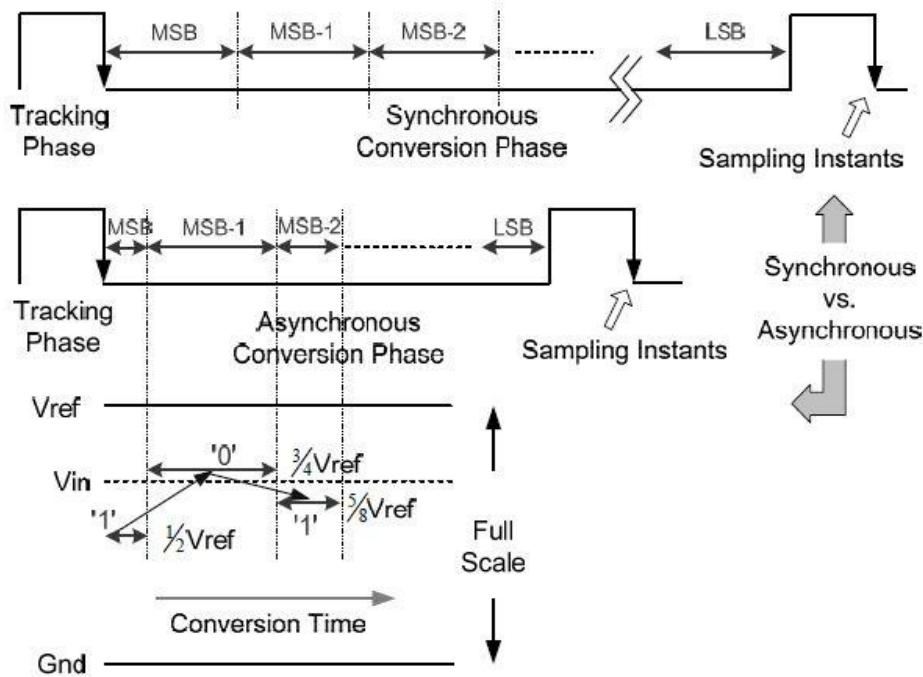 MSB MSB-1 MSB-2 LSB
Tracking
Phase
Synchronous
Conversion Phase
Sampling Instants
MSB MSB-1 MSB-2 LSB
Tracking
Phase
Asynchronous
Conversion Phase
Sampling Instants
Synchronous
vs.
Asynchronous
Vref
'0' 3/4Vref
Vin
'1' 1/2Vref
'1' 5/8Vref
Full
Scale
Conversion Time
Gnd